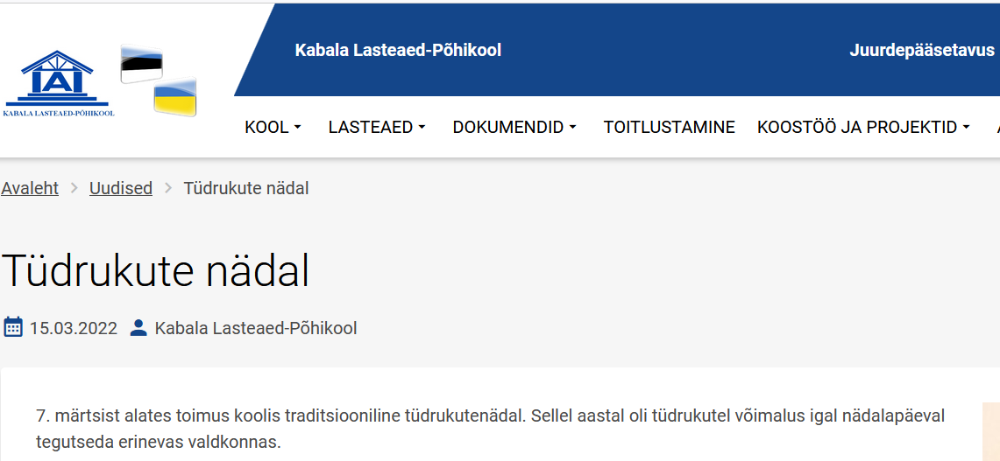 Kabala Lasteaed-Põhikool
Juurdepääsetavus
KABALA LASTEAED-PÕHIKOOL
KOOL
LASTEAED
DOKUMENDID
TOITLUSTAMINE
KOOSTÖÖ JA PROJEKTID
Avaleht > Uudised > Tüdrukute nädal
Tüdrukute nädal
15.03.2022 Kabala Lasteaed-Põhikool
7. märtsist alates toimus koolis traditsiooniline tüdrukutenädal. Sellel aastal oli tüdrukutel võimalus igal nädalapäeval
tegutseda erinevas valdkonnas.